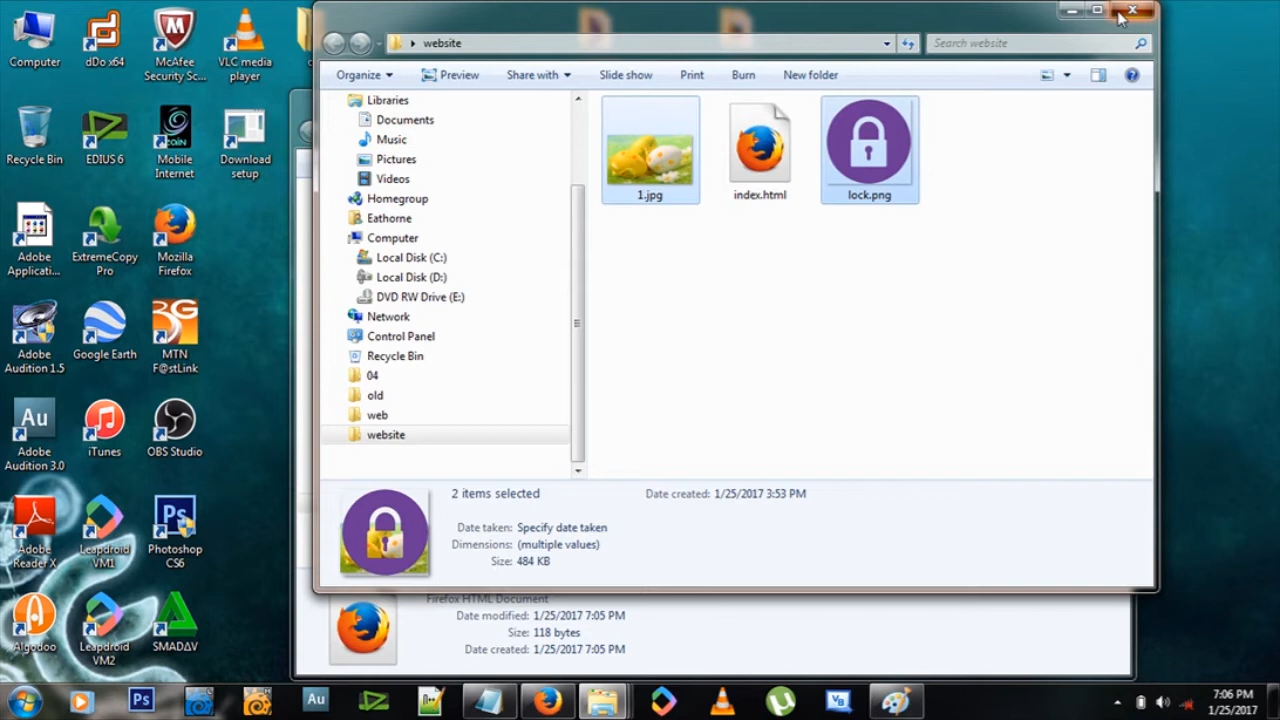 Computer
dDo x64
McAfee
Security Sc...
VLC media
player
Recycle Bin
EDIUS 6
Mobile
Internet
Download
setup
Adobe
Applicati...
ExtremeCopy
Pro
Mozilla
Firefox
Adobe
Audition 1.5
Google Earth
3G
MTN
F@stLink
Au
Adobe
Audition 3.0
iTunes
OBS Studio
Adobe
Reader X
Leapdroid
VM1
Ps
Photoshop
CS6
Algodoo
Leapdroid
VM2
SMADΔV
website
Search website
Organize
Preview
Share with
Slide show
Print
Burn
New folder
Libraries
Documents
Music
Pictures
Videos
Homegroup
Eathorne
Computer
Local Disk (C:)
Local Disk (D:)
DVD RW Drive (E:)
Network
Control Panel
Recycle Bin
04
old
web
website
1.jpg
index.html
lock.png
2 items selected
Date created: 1/25/2017 3:53 PM
Date taken: Specify date taken
Dimensions: (multiple values)
Size: 484 KB
Firefox HTML Document
Date modified: 1/25/2017 7:05 PM
Size: 118 bytes
Date created: 1/25/2017 7:05 PM
Ps
Au
7:06 PM
1/25/2017